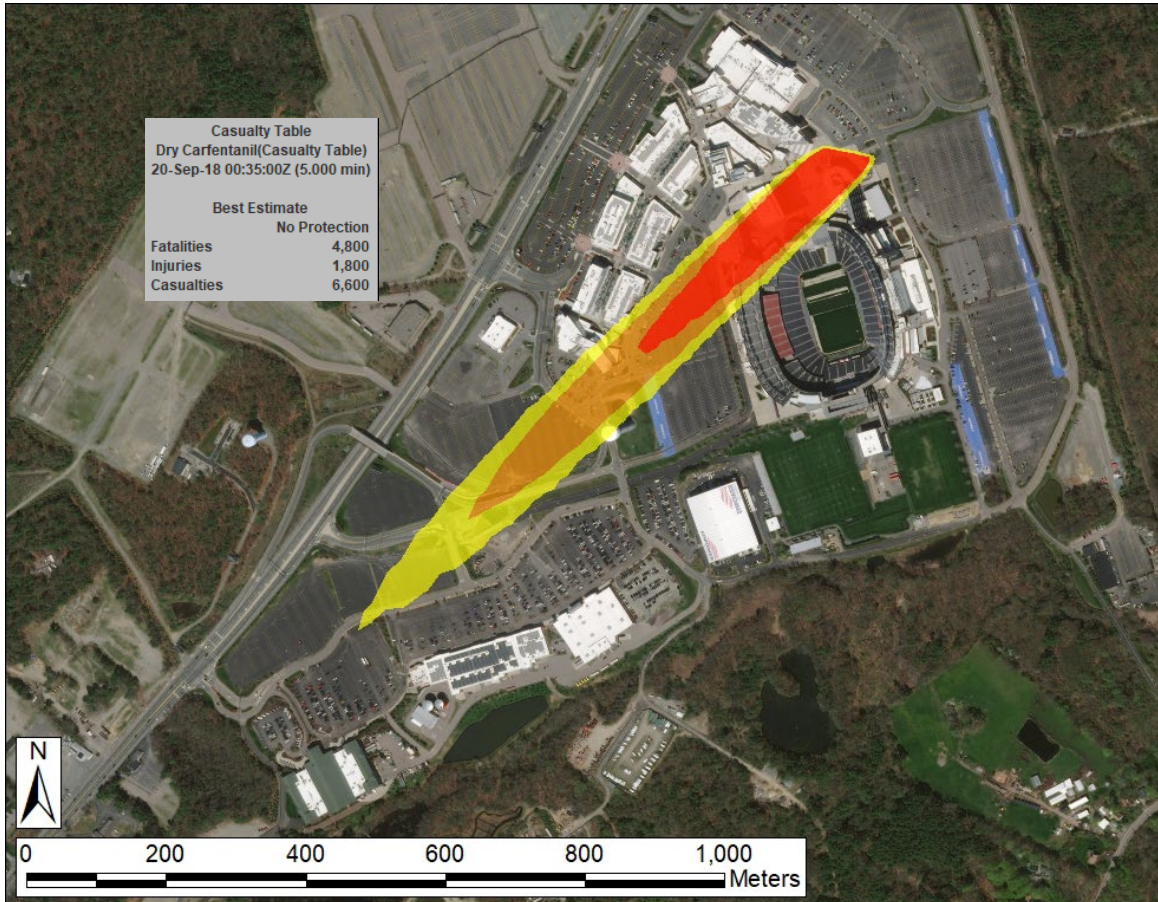 Casualty Table
Dry Carfentanil(Casualty Table)
20-Sep-18 00:35:00Z (5.000 min)
Best Estimate
No Protection
Fatalities 4,800
Injuries 1,800
Casualties 6,600
N
0 200 400 600 800 1,000
Meters